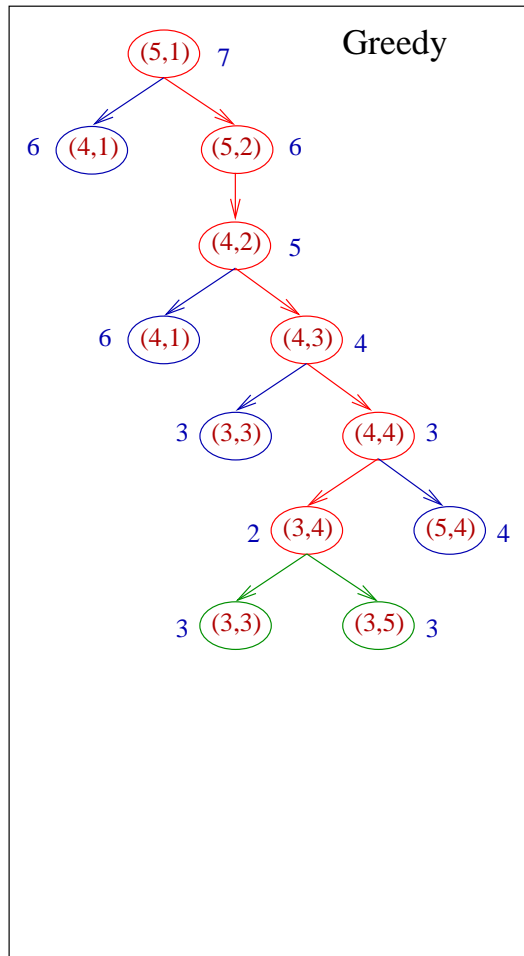 Greedy
(5,1) 7
6 (4,1) (5,2) 6
(4,2) 5
6 (4,1) (4,3) 4
3 (3,3) (4,4) 3
2 (3,4) (5,4) 4
3 (3,3) (3,5) 3